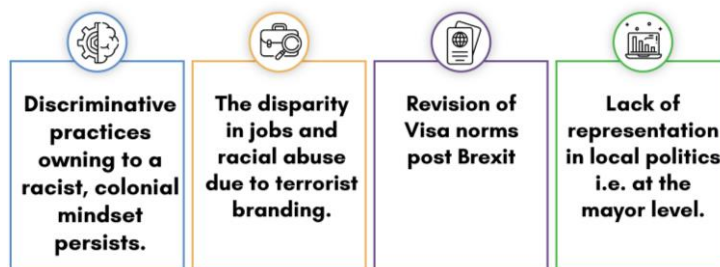 Discriminative
practices
owning to a
racist, colonial
mindset
persists.
The disparity
in jobs and
racial abuse
due to terrorist
branding.
Revision of
Visa norms
post Brexit
Lack of
representation
in local politics
i.e. at the
mayor level.